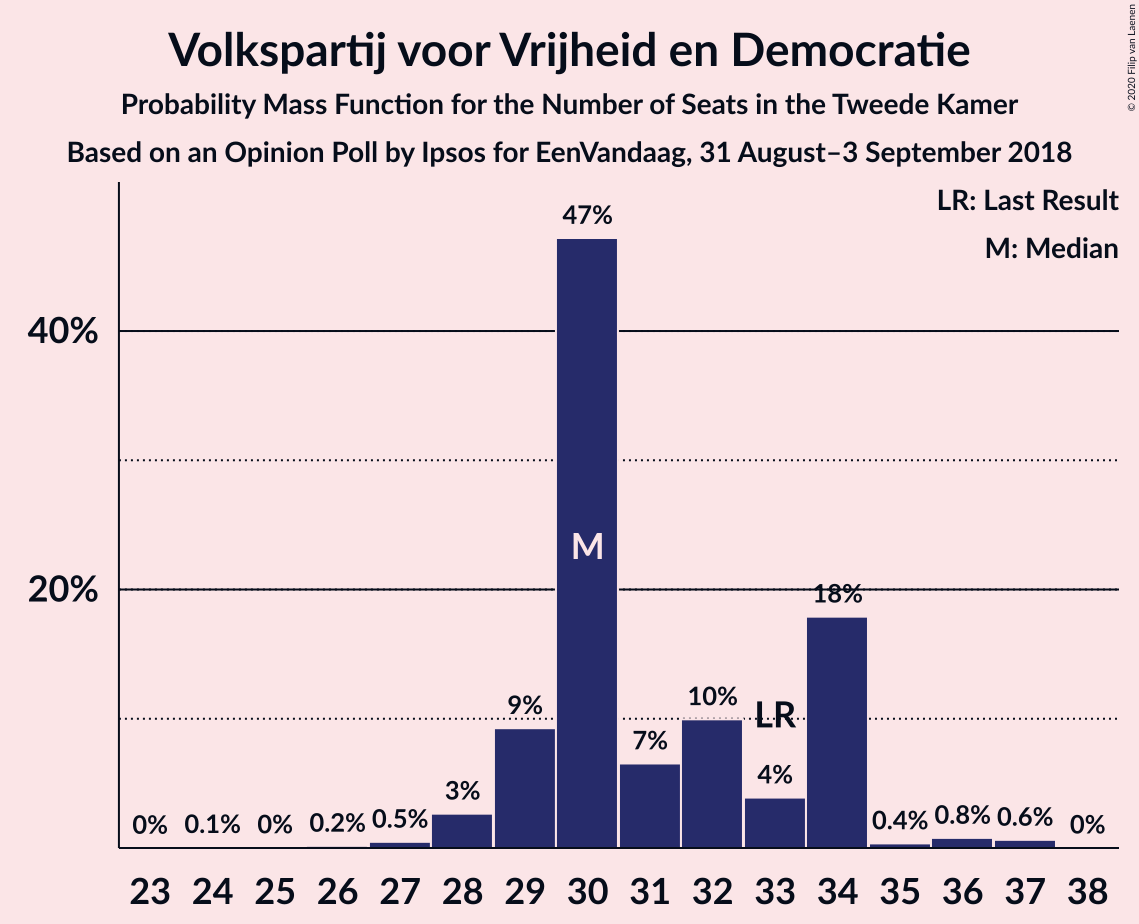 Volkspartij voor Vrijheid en Democratie
Probability Mass Function for the Number of Seats in the Tweede Kamer
Based on an Opinion Poll by Ipsos for EenVandaag, 31 August–3 September 2018
© 2020 Filip van Laenen
LR: Last Result
M: Median
47%
40%
M
20%
18%
10%
9%
LR
7%
4%
3%
0% 0.1% 0% 0.2% 0.5% 0.4% 0.8% 0.6% 0%
23 24 25 26 27 28 29 30 31 32 33 34 35 36 37 38